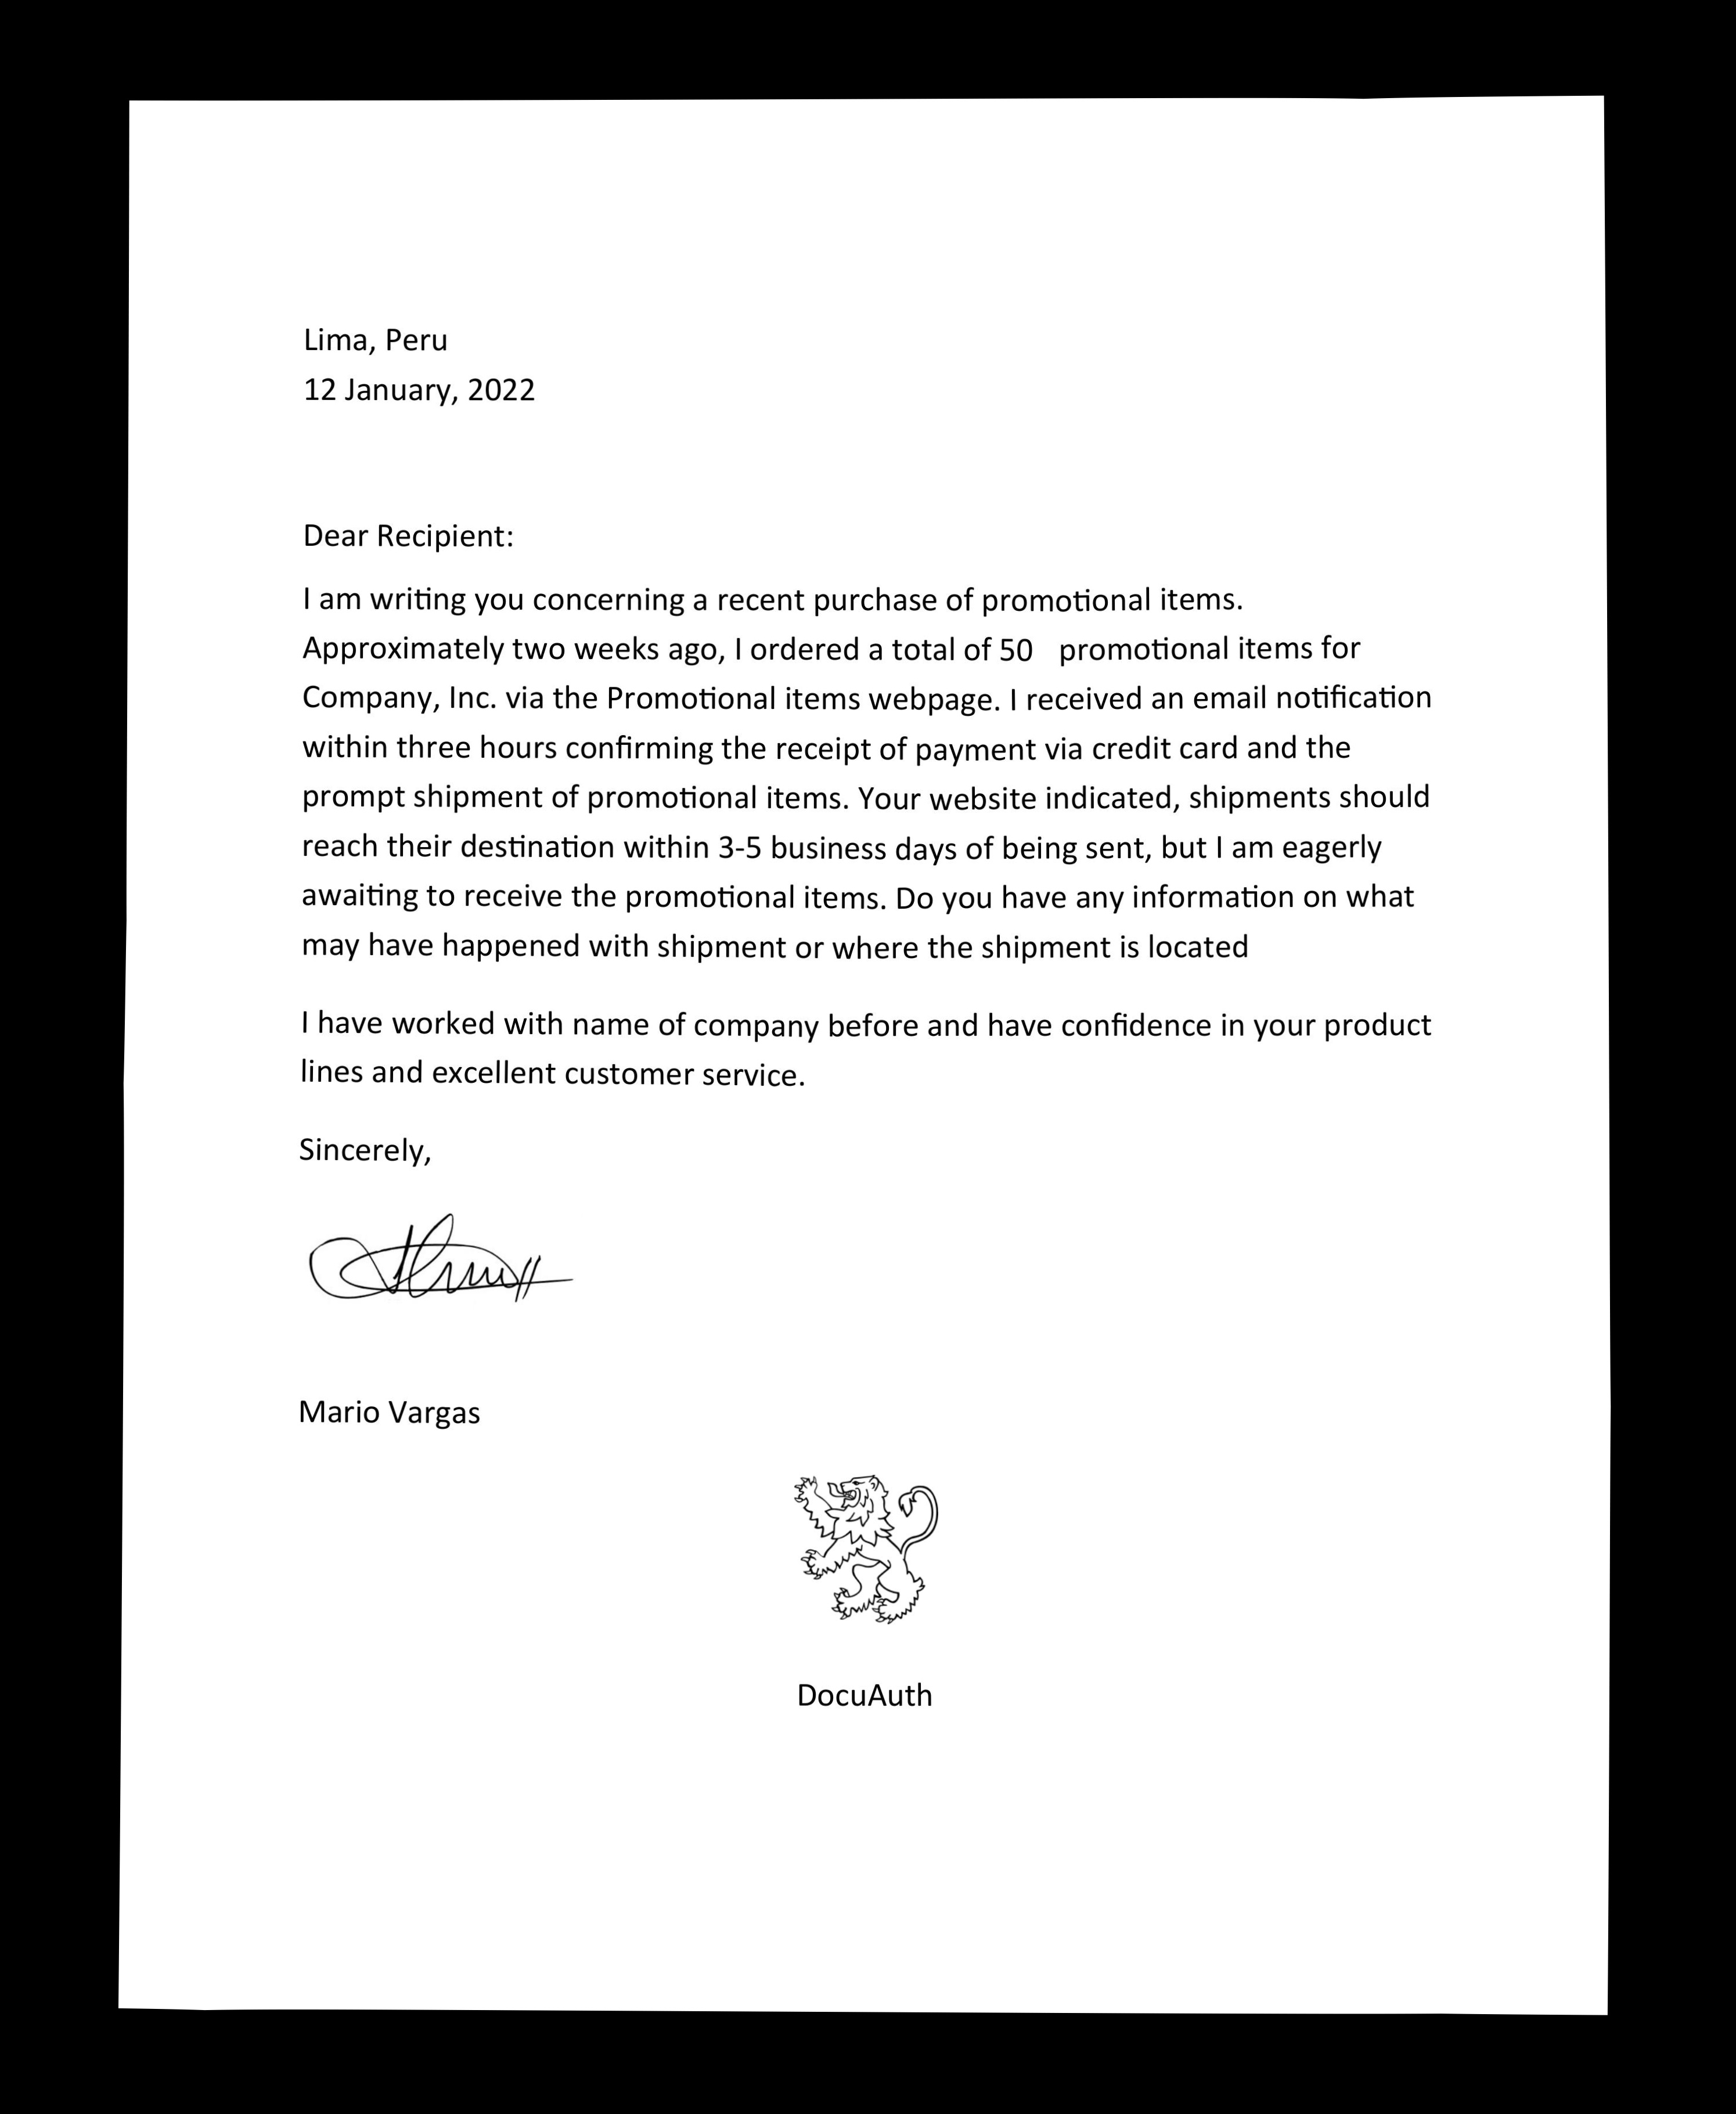 Lima, Peru
12 January, 2022
Dear Recipient:
I am writing you concerning a recent purchase of promotional items.
Approximately two weeks ago, I ordered a total of 50 promotional items for
Company, Inc. via the Promotional items webpage. I received an email notification
within three hours confirming the receipt of payment via credit card and the
prompt shipment of promotional items. Your website indicated, shipments should
reach their destination within 3-5 business days of being sent, but I am eagerly
awaiting to receive the promotional items. Do you have any information on what
may have happened with shipment or where the shipment is located
I have worked with name of company before and have confidence in your product
lines and excellent customer service.
Sincerely,
Mario Vargas
DocuAuth